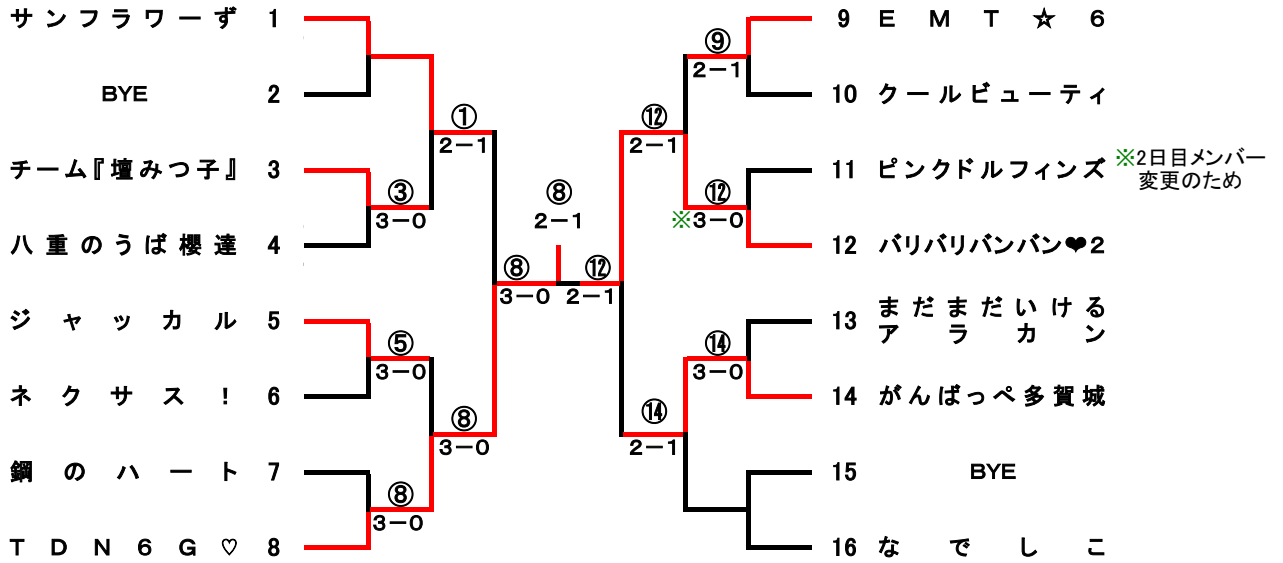 サンフラワーず 1
BYE 2
チーム『壇みつ子』 3
八重のうば櫻達 4
ジャッカル 5
ネクサス! 6
鋼のハート 7
TDN6G♡ 8
①
2－1
③
3－0
⑤
3－0
⑧
3－0
⑧
3－0
⑧
3－0
⑧
2－1
⑫
2－1
⑨
2－1
⑫
2－1
⑫
※3－0
⑭
3－0
⑭
2－1
9 EMT☆6
10 クールビューティ
11 ピンクドルフィンズ
※2日目メンバー
変更のため
12 バリバリバンバン❤2
13 まだまだいける
アラカン
14 がんばっぺ多賀城
15 BYE
16 なでしこ